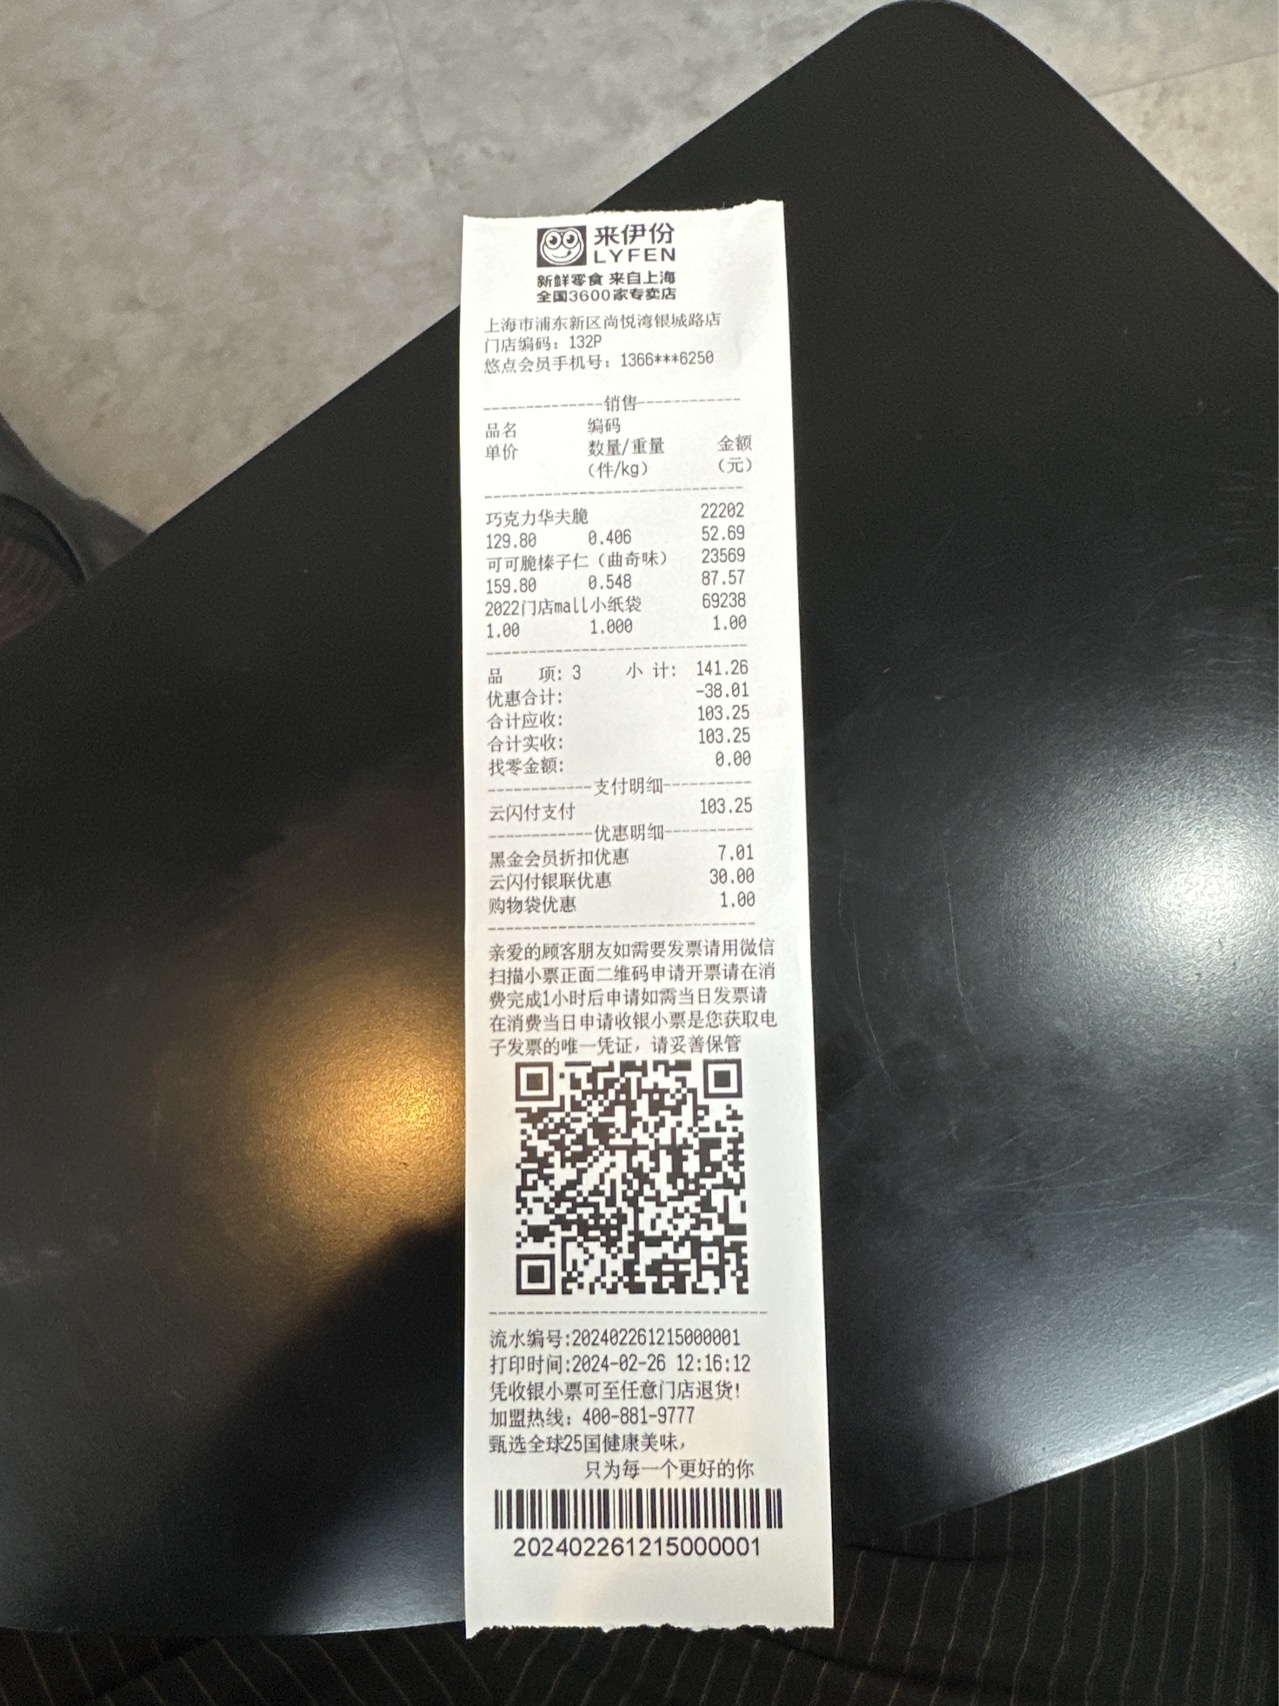 来伊份
LYFEN
新鲜零食 来自上海
全国3600家专卖店
上海市浦东新区尚悦湾银城路店
门店编码：132P
悠点会员手机号：1366***6250
--------------销售------------
品名 编码
单价 数量/重量 金额
（件/kg） （元）
巧克力华夫脆 22202
129.80 0.406 52.69
可可脆榛子仁（曲奇味） 23569
159.80 0.548 87.57
2022门店mall小纸袋 69238
1.00 1.000 1.00
品 项: 3 小 计: 141.26
优惠合计: -38.01
合计应收: 103.25
合计实收: 103.25
找零金额: 0.00
------------支付明细----------
云闪付支付 103.25
------------优惠明细----------
黑金会员折扣优惠 7.01
云闪付银联优惠 30.00
购物袋优惠 1.00
亲爱的顾客朋友如需要发票请用微信
扫描小票正面二维码申请开票请在消
费完成1小时后申请如需当日发票请
在消费当日申请收银小票是您获取电
子发票的唯一凭证，请妥善保管
流水编号:202402261215000001
打印时间:2024-02-26 12:16:12
凭收银小票可至任意门店退货!
加盟热线：400-881-9777
甄选全球25国健康美味，
只为每一个更好的你
202402261215000001